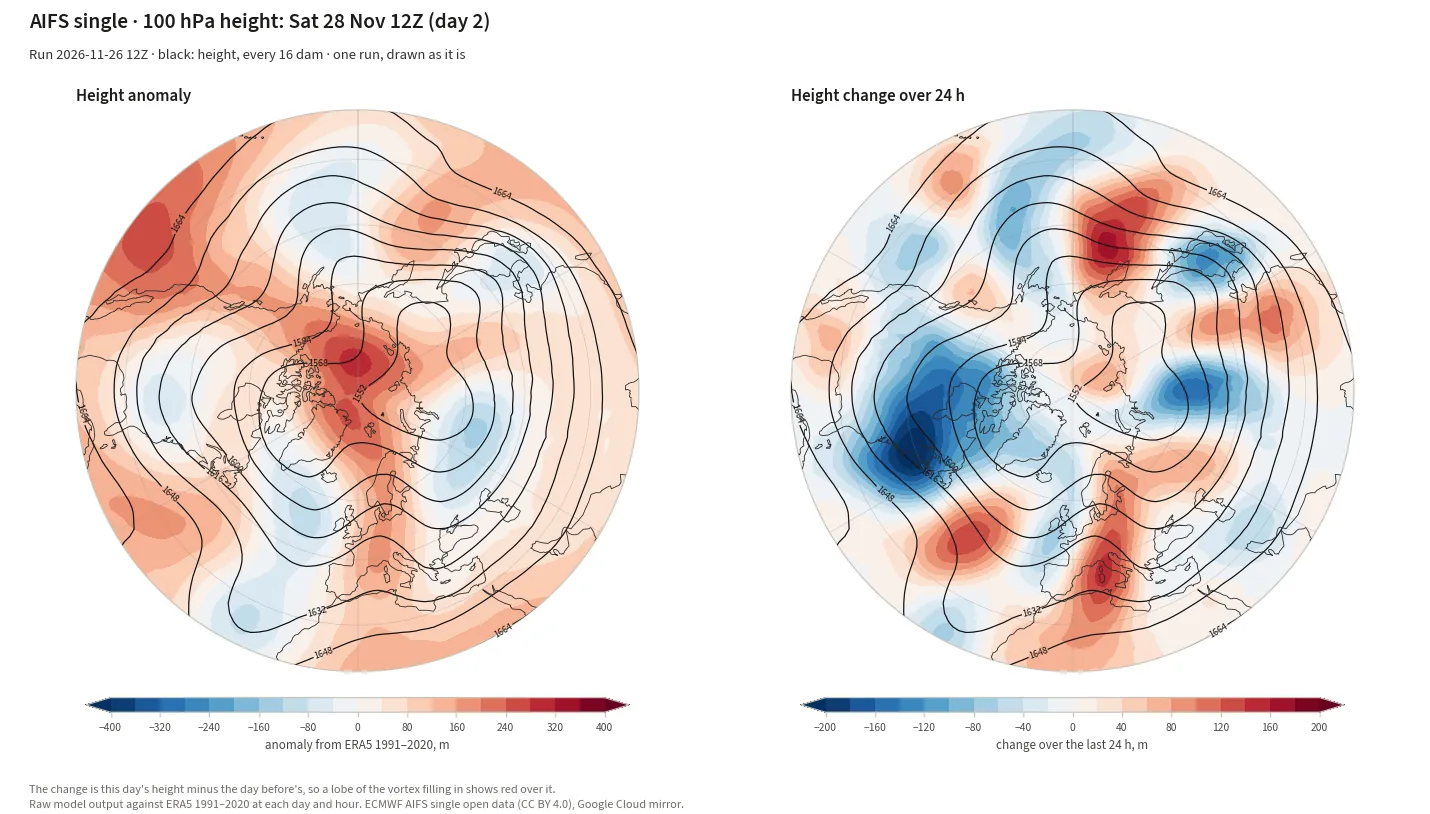 AIFS single · 100 hPa height: Sat 28 Nov 12Z (day 2)
Run 2026-11-26 12Z · black: height, every 16 dam · one run, drawn as it is
Height anomaly
1664
1664
1584
1568
1552
1664
1600
1616
1648
1632
1648
1664
−400 −320 −240 −160 −80 0 80 160 240 320 400
anomaly from ERA5 1991–2020, m
Height change over 24 h
1664
1664
1584
1568
1552
1664
1600
1616
1648
1632
1648
1664
−200 −160 −120 −80 −40 0 40 80 120 160 200
change over the last 24 h, m
The change is this day's height minus the day before's, so a lobe of the vortex filling in shows red over it.
Raw model output against ERA5 1991–2020 at each day and hour. ECMWF AIFS single open data (CC BY 4.0), Google Cloud mirror.